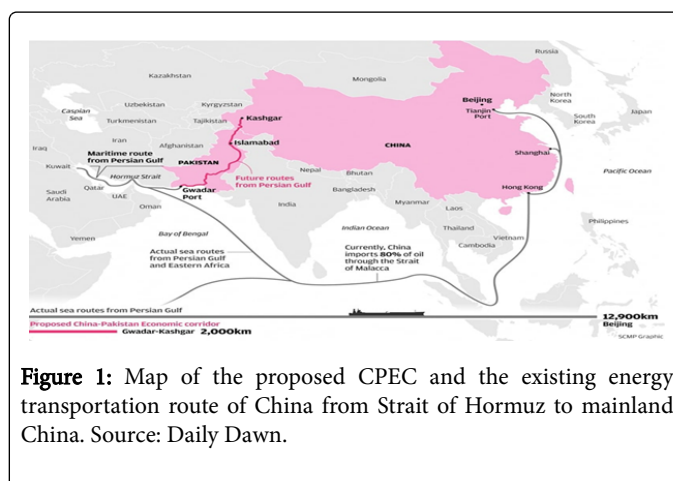 Russia
Kazakhstan
Mongolia
Caspian
Sea
Uzbekistan
Kyrgyzstan
Turkmenistan
Tajikistan
Kashgar
Beijing
Tianjin
Port
North
Korea
South
Korea
Japan
Iraq
Iran
Afghanistan
Islamabad
Maritime route
from Persian Gulf
PAKISTAN
CHINA
Shanghai
Kuwait
Hormuz Strait
Future routes
from Persian Gulf
Nepal
Bhutan
Pacific Ocean
Saudi
Arabia
Qatar
UAE
Gwadar
Port
Bangladesh
Hong Kong
Oman
India
Myanmar
Laos
Yemen
Bay of Bengal
Indian Ocean
Thailand
Vietnam
Philippines
Cambodia
Actual sea routes
from Persian Gulf
and Eastern Africa
Currently, China
imports 80% of oil
through the Strait
of Malacca
Actual sea routes from Persian Gulf
12,900km
Beijing
Proposed China-Pakistan Economic corridor
Gwadar-Kashgar 2,000km
SCMP Graphic
Figure 1: Map of the proposed CPEC and the existing energy
transportation route of China from Strait of Hormuz to mainland
China. Source: Daily Dawn.